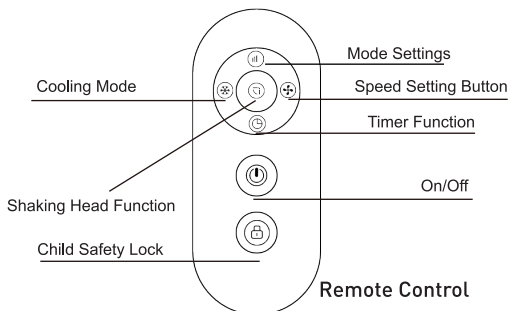 Mode Settings
Cooling Mode
Speed Setting Button
Timer Function
On/Off
Shaking Head Function
Child Safety Lock
Remote Control